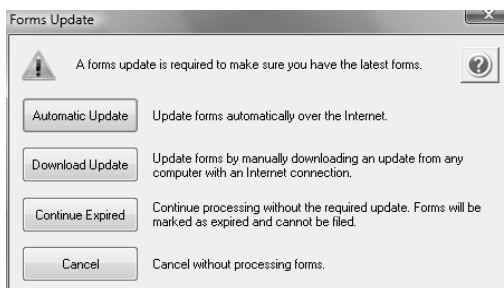 Forms Update
A forms update is required to make sure you have the latest forms.
Automatic Update Update forms automatically over the Internet.
Download Update Update forms by manually downloading an update from any
computer with an Internet connection.
Continue Expired Continue processing without the required update. Forms will be
marked as expired and cannot be filed.
Cancel Cancel without processing forms.